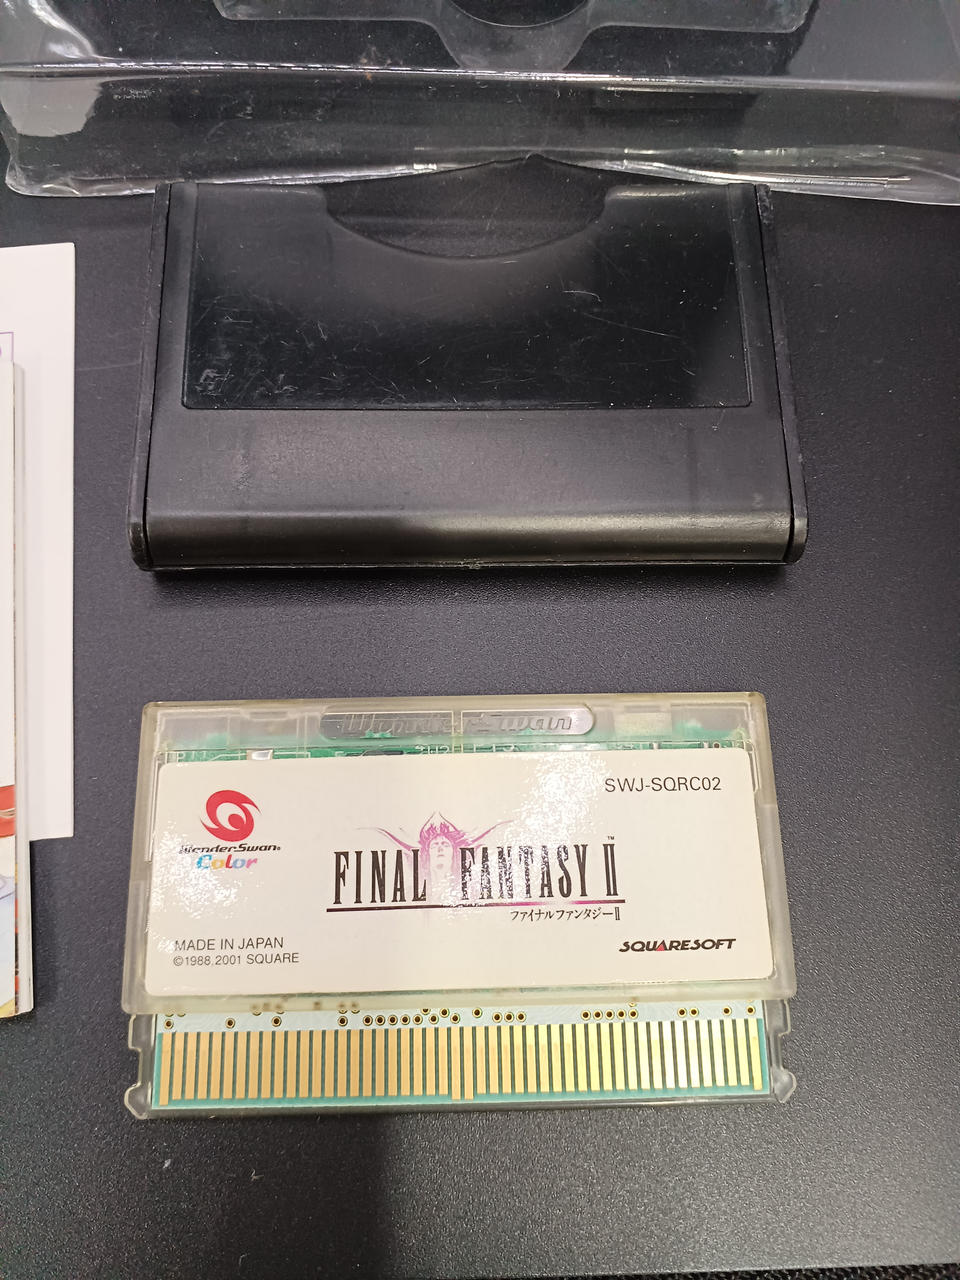 WonderSwan
SWJ-SQRC02
WonderSwan
Color
FINAL FANTASY II™
ファイナルファンタジーII
MADE IN JAPAN
©1988,2001 SQUARE
SQUARESOFT